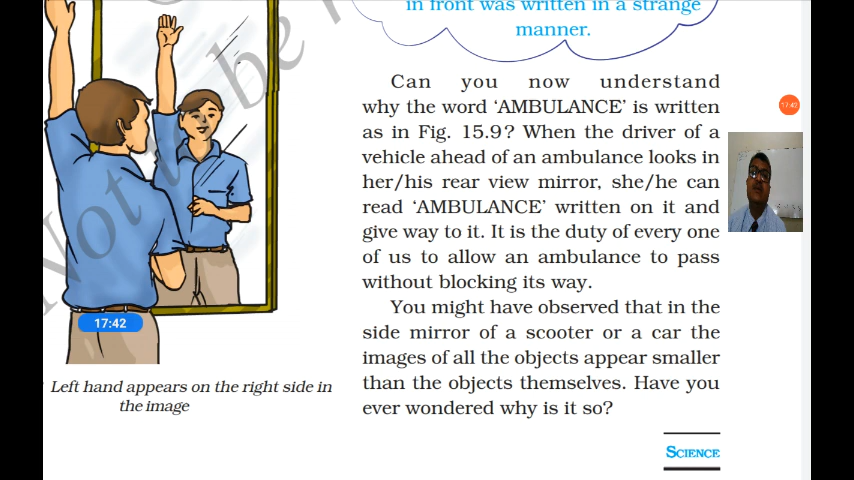 in front was written in a strange
manner.
Can you now understand
why the word ‘AMBULANCE’ is written
as in Fig. 15.9? When the driver of a
vehicle ahead of an ambulance looks in
her/his rear view mirror, she/he can
read ‘AMBULANCE’ written on it and
give way to it. It is the duty of every one
of us to allow an ambulance to pass
without blocking its way.
You might have observed that in the
side mirror of a scooter or a car the
images of all the objects appear smaller
than the objects themselves. Have you
ever wondered why is it so?
Not to be
17:42
Left hand appears on the right side in
the image
SCIENCE
17:42